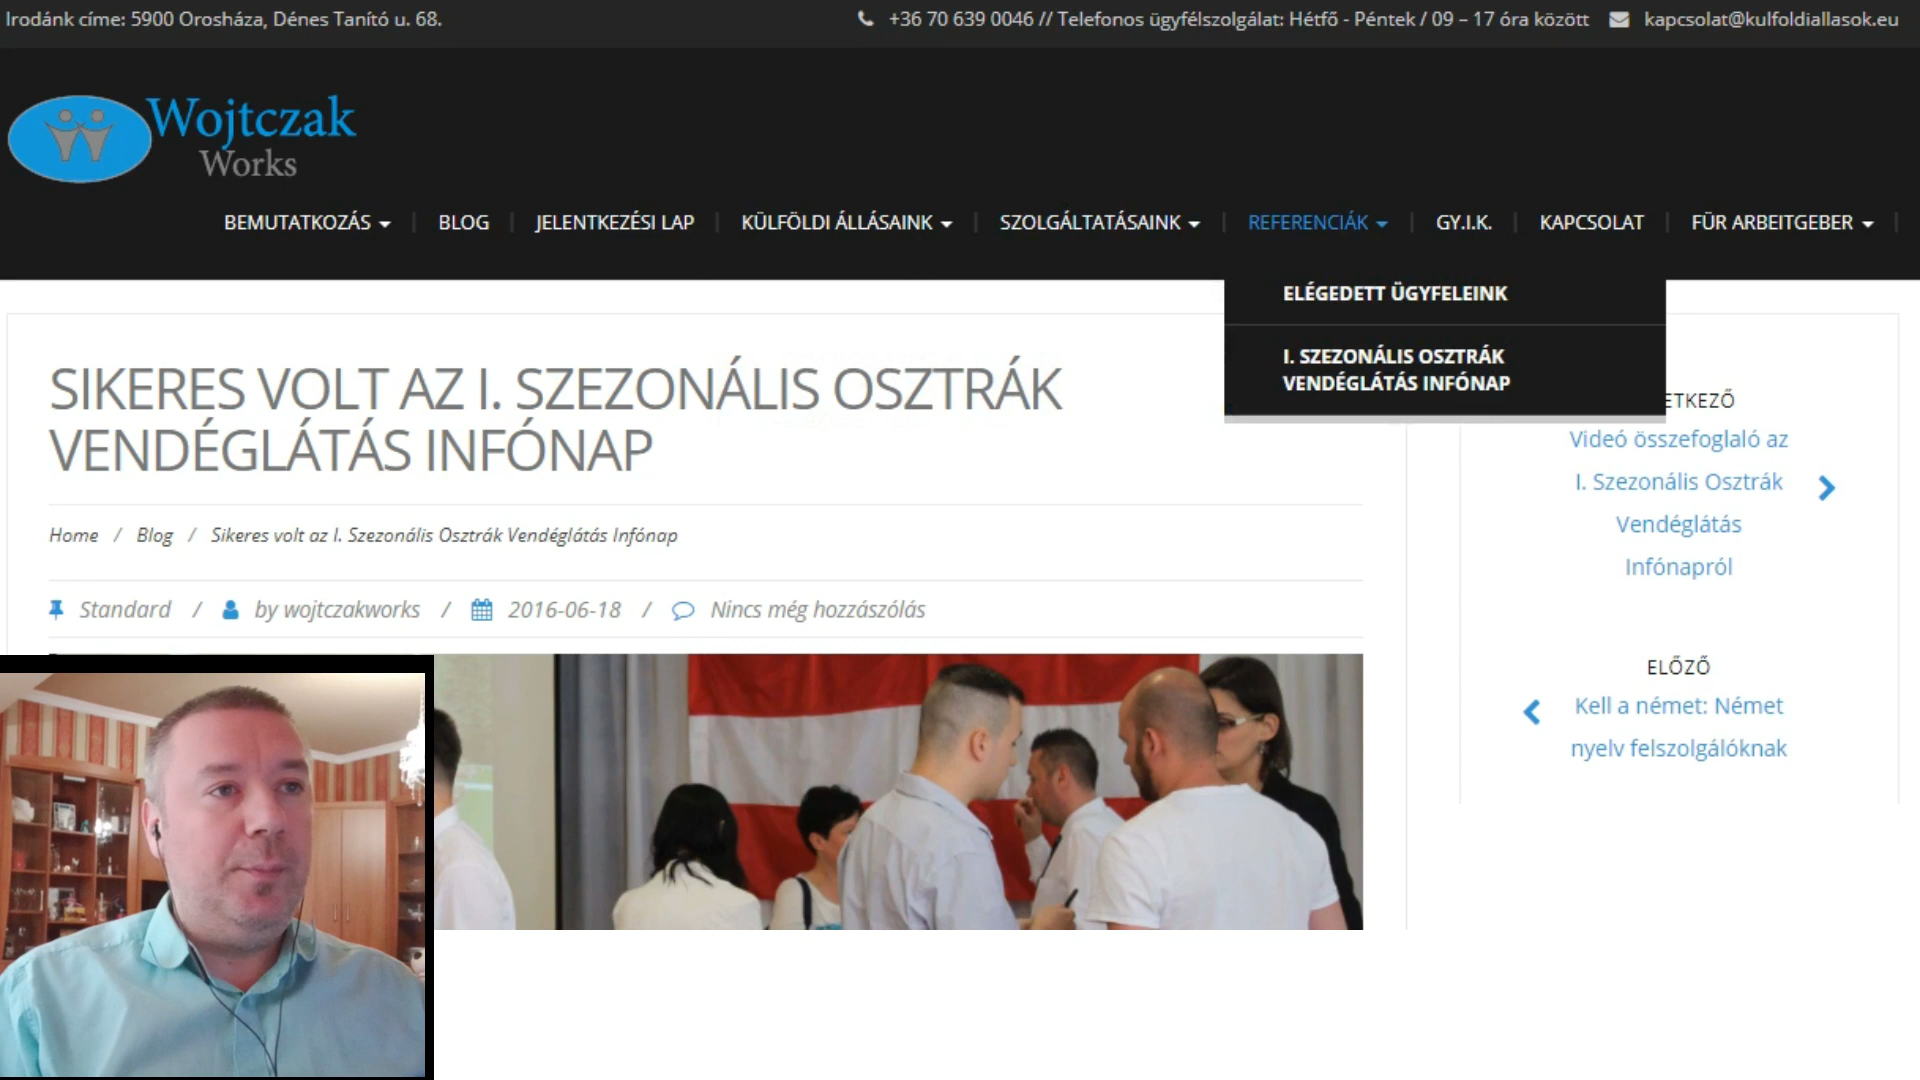 Irodánk címe: 5900 Orosháza, Dénes Tanító u. 68.
+36 70 639 0046 // Telefonos ügyfélszolgálat: Hétfő - Péntek / 09 – 17 óra között
kapcsolat@kulfoldiallasok.eu
Wojtczak
Works
BEMUTATKOZÁS BLOG JELENTKEZÉSI LAP KÜLFÖLDI ÁLLÁSAINK SZOLGÁLTATÁSAINK REFERENCIÁK GY.I.K. KAPCSOLAT FÜR ARBEITGEBER
ELÉGEDETT ÜGYFELEINK
I. SZEZONÁLIS OSZTRÁK
VENDÉGLÁTÁS INFÓNAP
SIKERES VOLT AZ I. SZEZONÁLIS OSZTRÁK
VENDÉGLÁTÁS INFÓNAP
Home / Blog / Sikeres volt az I. Szezonális Osztrák Vendéglátás Infónap
Standard / by wojtczakworks / 2016-06-18 / Nincs még hozzászólás
ETKEZŐ
Videó összefoglaló az
I. Szezonális Osztrák
Vendéglátás
Infónapról
ELŐZŐ
Kell a német: Német
nyelv felszolgálóknak